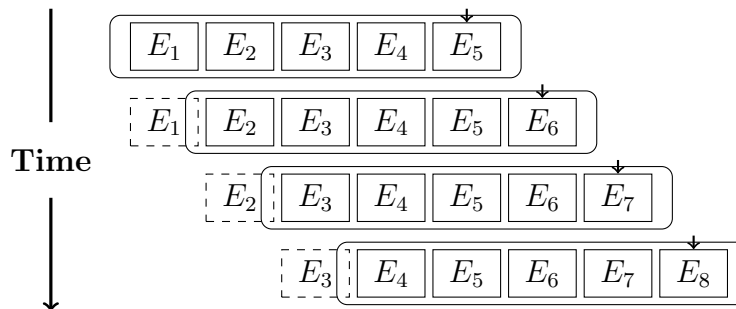 E₁ E₂ E₃ E₄ E₅
E₁ E₂ E₃ E₄ E₅ E₆
Time
E₂ E₃ E₄ E₅ E₆ E₇
E₃ E₄ E₅ E₆ E₇ E₈